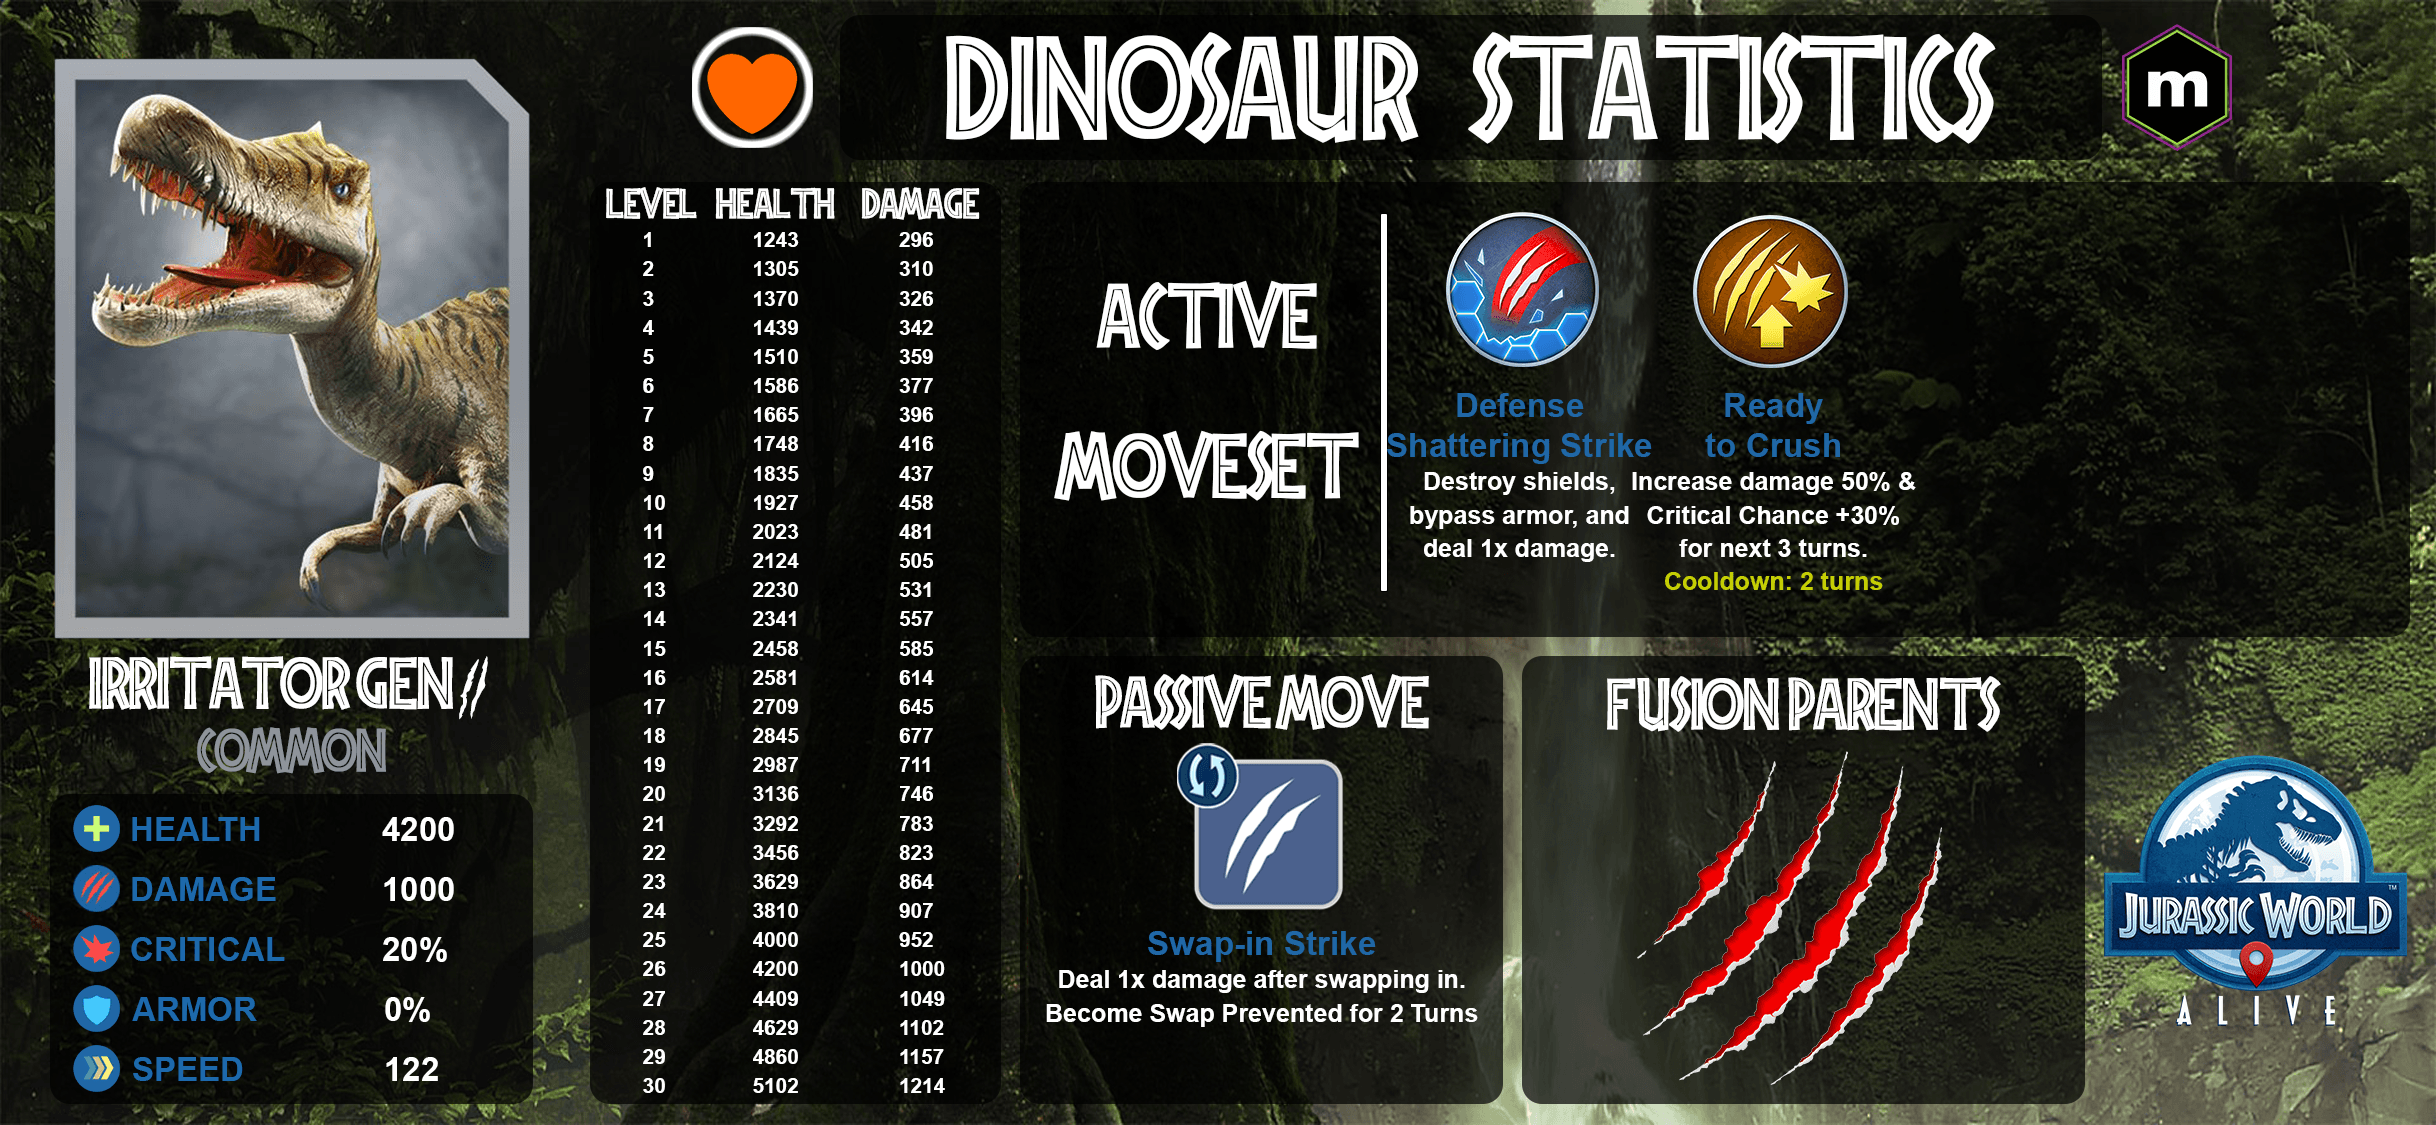 DINOSAUR STATISTICS
m
IRRITATOR GEN II
COMMON
HEALTH 4200
DAMAGE 1000
CRITICAL 20%
ARMOR 0%
SPEED 122
LEVEL HEALTH DAMAGE
1 1243 296
2 1305 310
3 1370 326
4 1439 342
5 1510 359
6 1586 377
7 1665 396
8 1748 416
9 1835 437
10 1927 458
11 2023 481
12 2124 505
13 2230 531
14 2341 557
15 2458 585
16 2581 614
17 2709 645
18 2845 677
19 2987 711
20 3136 746
21 3292 783
22 3456 823
23 3629 864
24 3810 907
25 4000 952
26 4200 1000
27 4409 1049
28 4629 1102
29 4860 1157
30 5102 1214
ACTIVE
MOVESET
Defense
Shattering Strike
Destroy shields,
bypass armor, and
deal 1x damage.
Ready
to Crush
Increase damage 50% &
Critical Chance +30%
for next 3 turns.
Cooldown: 2 turns
PASSIVE MOVE
Swap-in Strike
Deal 1x damage after swapping in.
Become Swap Prevented for 2 Turns
FUSION PARENTS
JURASSIC WORLD™
ALIVE